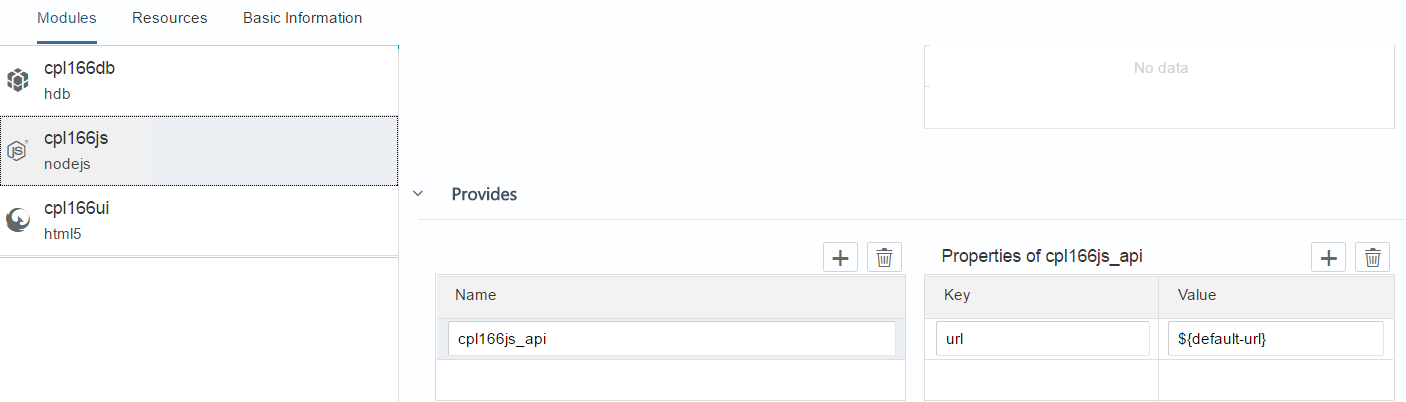 Modules Resources Basic Information
cpl166db
hdb
cpl166js
nodejs
cpl166ui
html5
No data
Provides
Properties of cpl166js_api
Name
Key Value
cpl166js_api
url ${default-url}